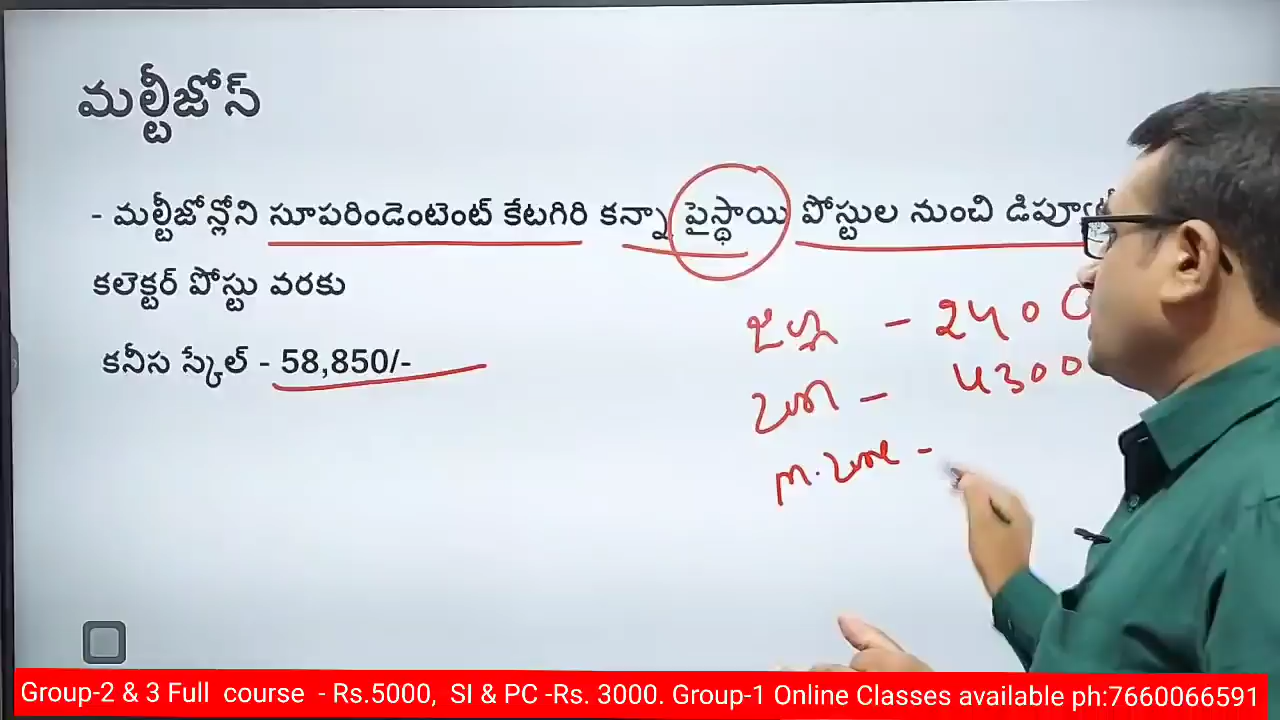 మల్టీజోన్
- మల్టీజోన్లోని సూపరిండెంటెంట్ కేటగిరి కన్నా పైస్థాయి పోస్టుల నుంచి డిపూటీ
కలెక్టర్ పోస్టు వరకు
కనీస స్కేల్ - 58,850/-
జిల్లా - 2400
zone - 4300
m.zone -
Group-2 & 3 Full course - Rs.5000, SI & PC -Rs. 3000. Group-1 Online Classes available ph:7660066591